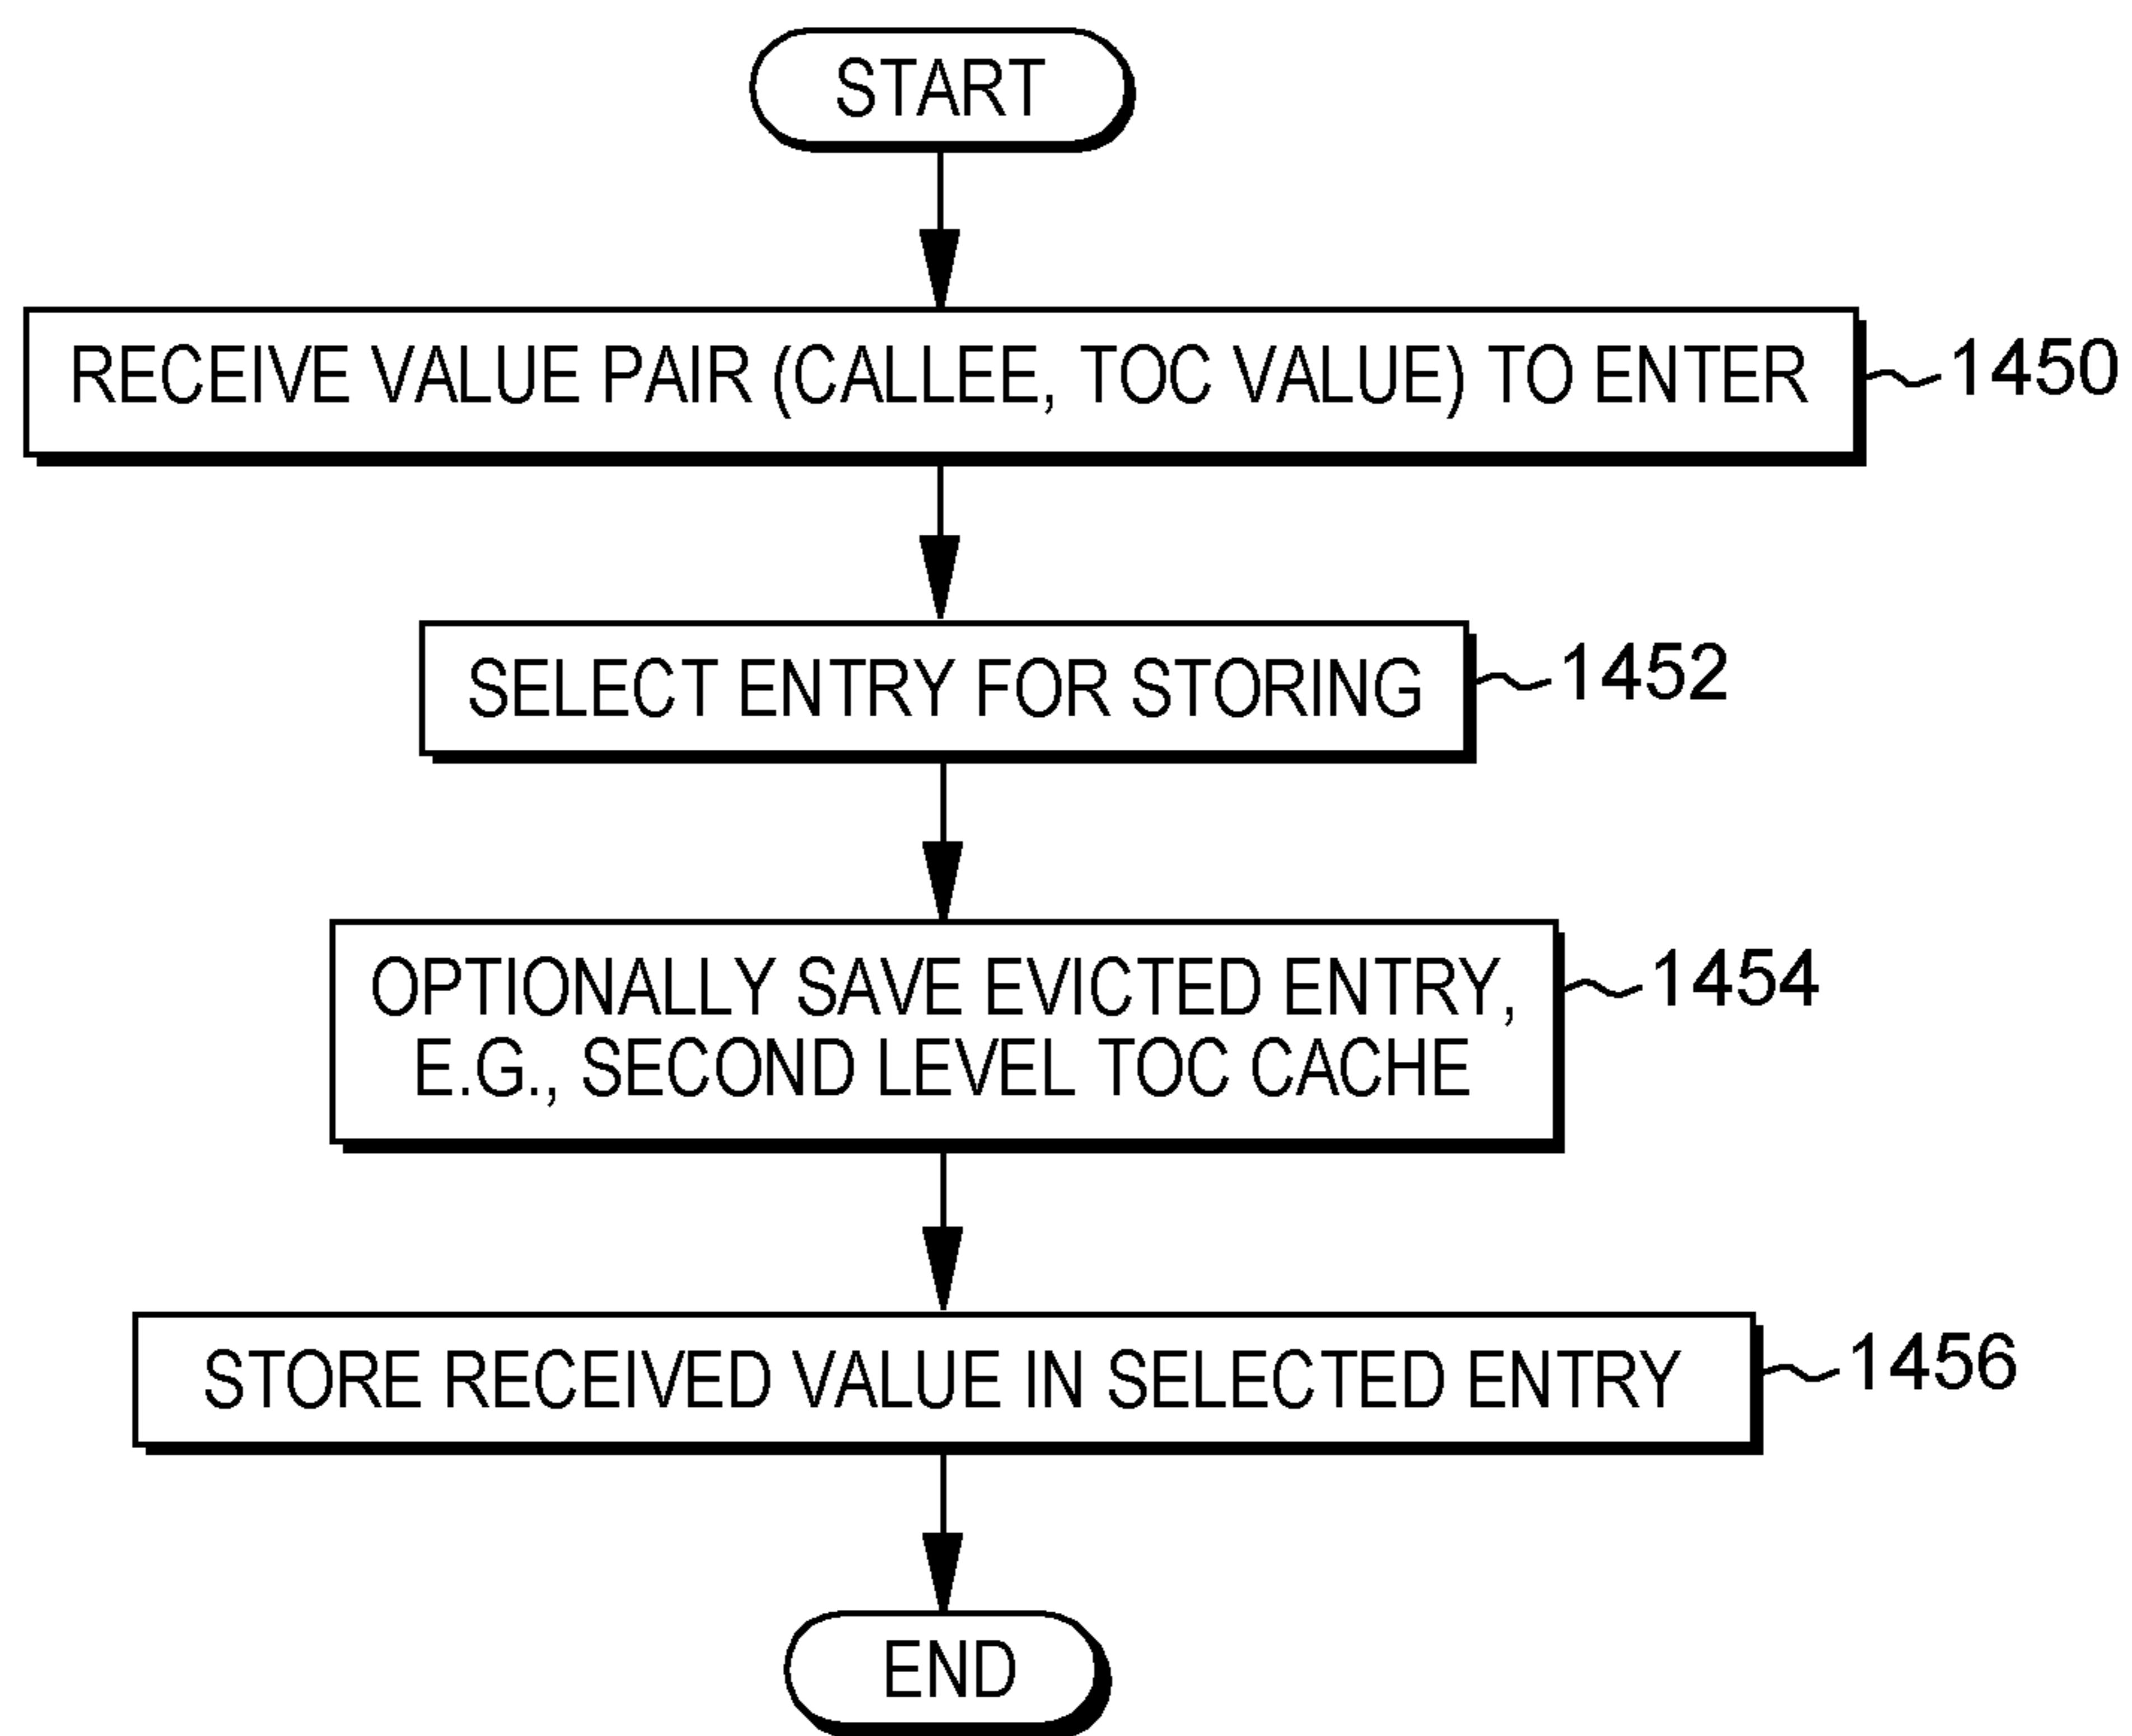 START
RECEIVE VALUE PAIR (CALLEE, TOC VALUE) TO ENTER
1450
SELECT ENTRY FOR STORING
1452
OPTIONALLY SAVE EVICTED ENTRY,
E.G., SECOND LEVEL TOC CACHE
1454
STORE RECEIVED VALUE IN SELECTED ENTRY
1456
END